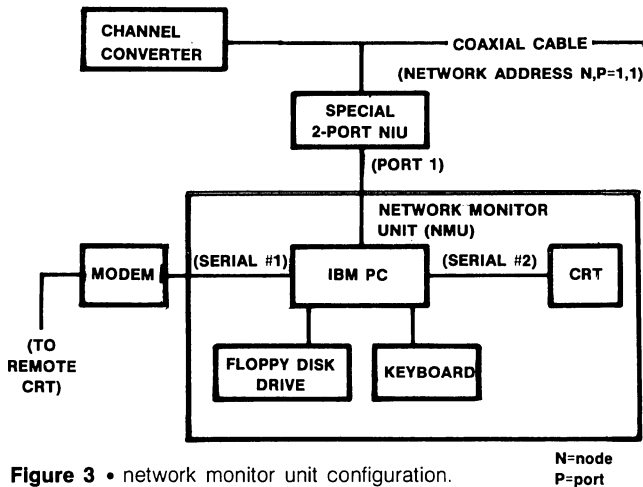 CHANNEL
CONVERTER
COAXIAL CABLE
(NETWORK ADDRESS N,P=1,1)
SPECIAL
2-PORT NIU
(PORT 1)
NETWORK MONITOR
UNIT (NMU)
MODEM
(SERIAL #1)
IBM PC
(SERIAL #2)
CRT
(TO
REMOTE
CRT)
FLOPPY DISK
DRIVE
KEYBOARD
N=node
P=port
Figure 3 • network monitor unit configuration.